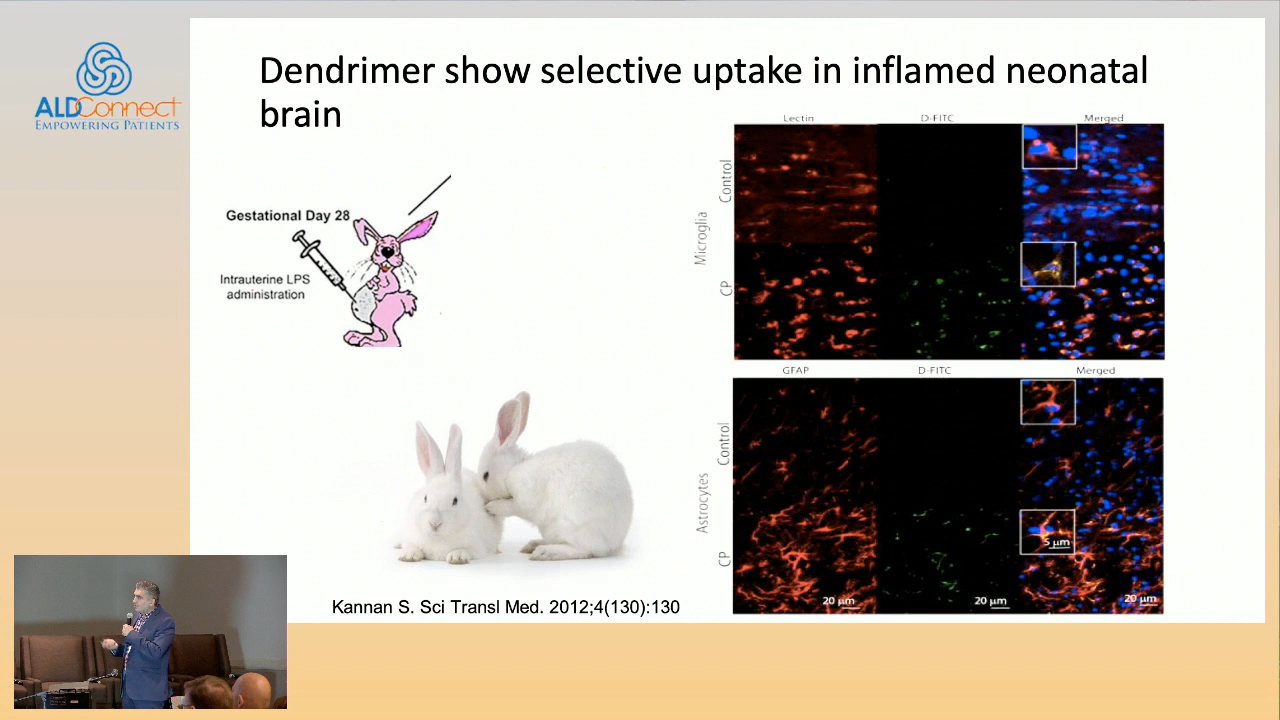 ALDConnect
EMPOWERING PATIENTS
Dendrimer show selective uptake in inflamed neonatal
brain
Gestational Day 28
Intrauterine LPS
administration
Kannan S. Sci Transl Med. 2012;4(130):130
Lectin D-FITC Merged
Microglia
Control
CP
GFAP D-FITC Merged
Astrocytes
Control
CP
5 µm
20 µm 20 µm 20 µm